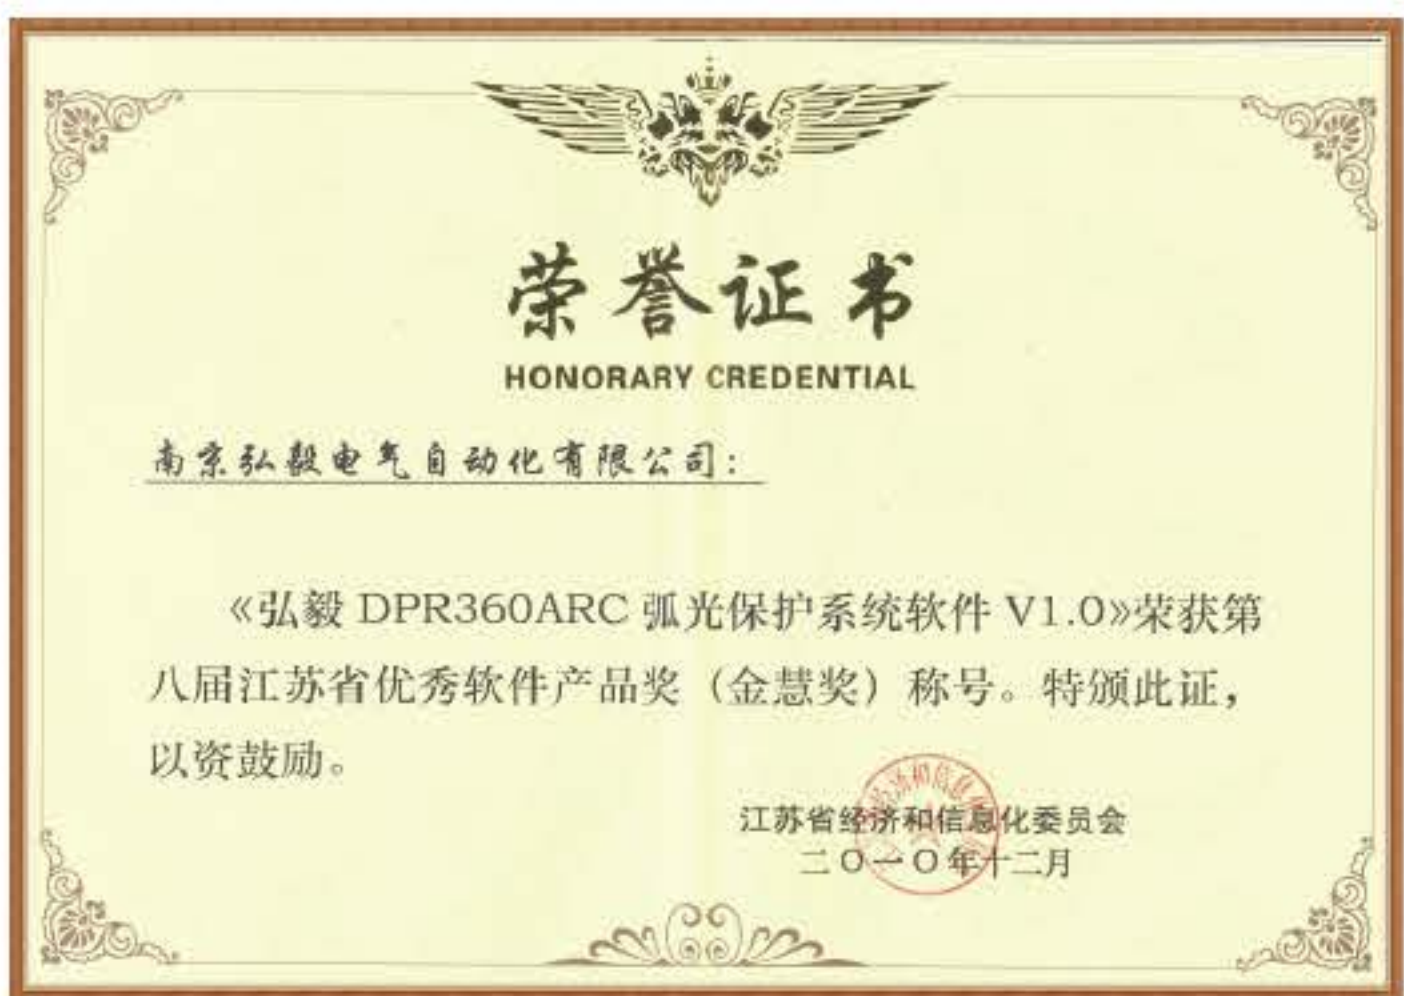 荣誉证书
HONORARY CREDENTIAL
南京弘毅电气自动化有限公司：
《弘毅 DPR360ARC 弧光保护系统软件 V1.0》荣获第
八届江苏省优秀软件产品奖（金慧奖）称号。特颁此证，
以资鼓励。
江苏省经济和信息化委员会
二〇一〇年十二月